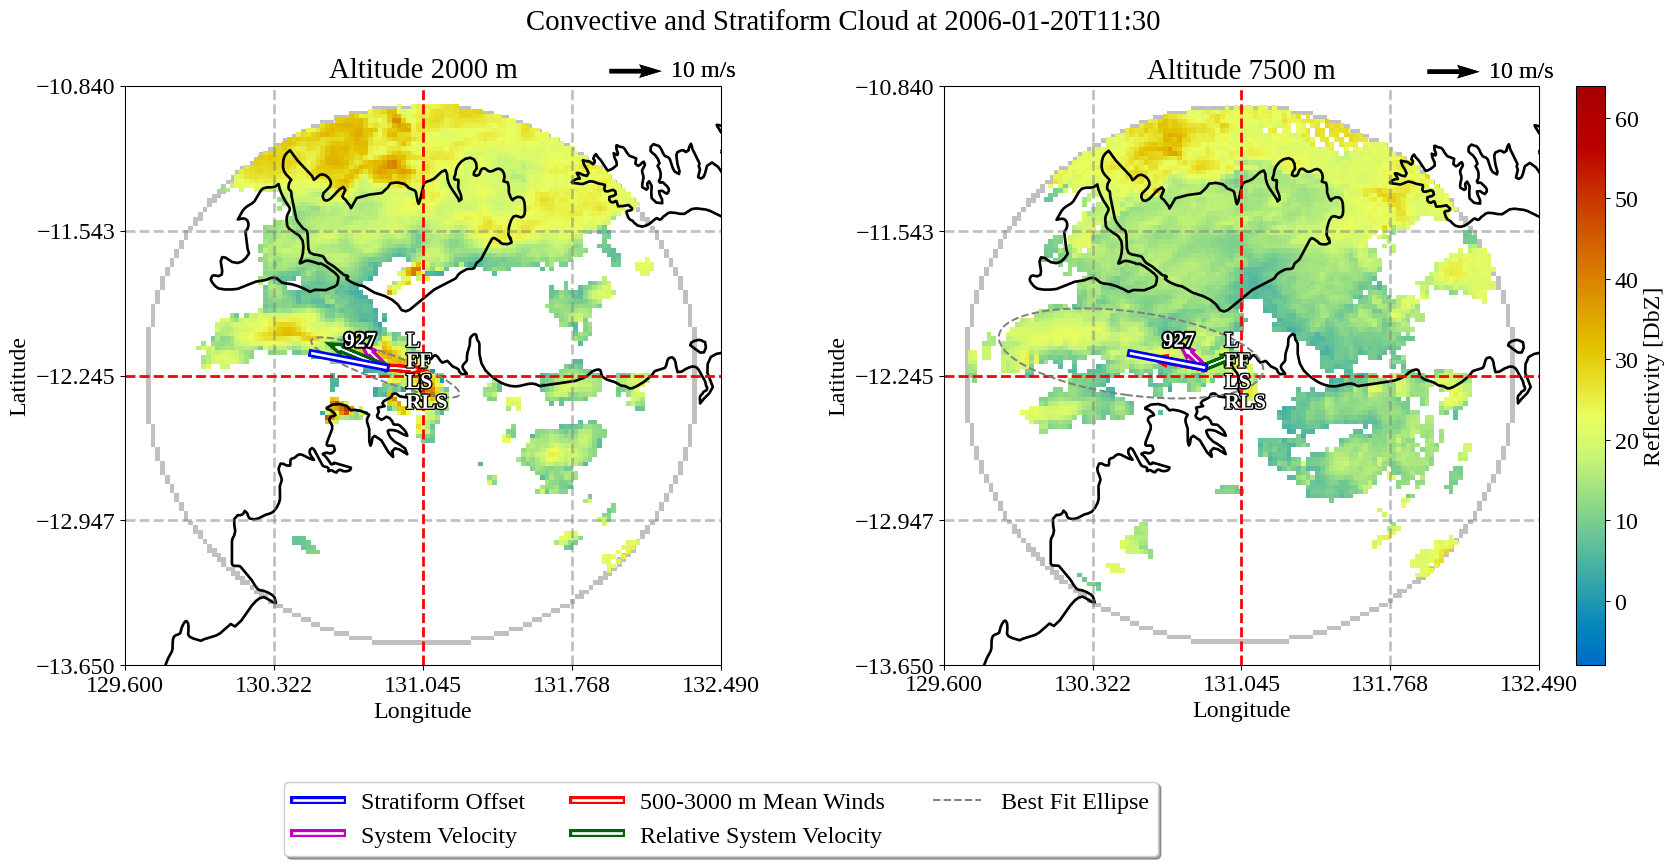 Convective and Stratiform Cloud at 2006-01-20T11:30
Altitude 2000 m
10 m/s
Altitude 7500 m
10 m/s
−10.840
−11.543
−12.245
−12.947
−13.650
Latitude
129.600
130.322
131.045
131.768
132.490
Longitude
927
L
FF
LS
RLS
−10.840
−11.543
−12.245
−12.947
−13.650
Latitude
129.600
130.322
131.045
131.768
132.490
Longitude
927
L
FF
LS
RLS
60
50
40
30
20
10
0
Reflectivity [DbZ]
Stratiform Offset
System Velocity
500-3000 m Mean Winds
Relative System Velocity
Best Fit Ellipse